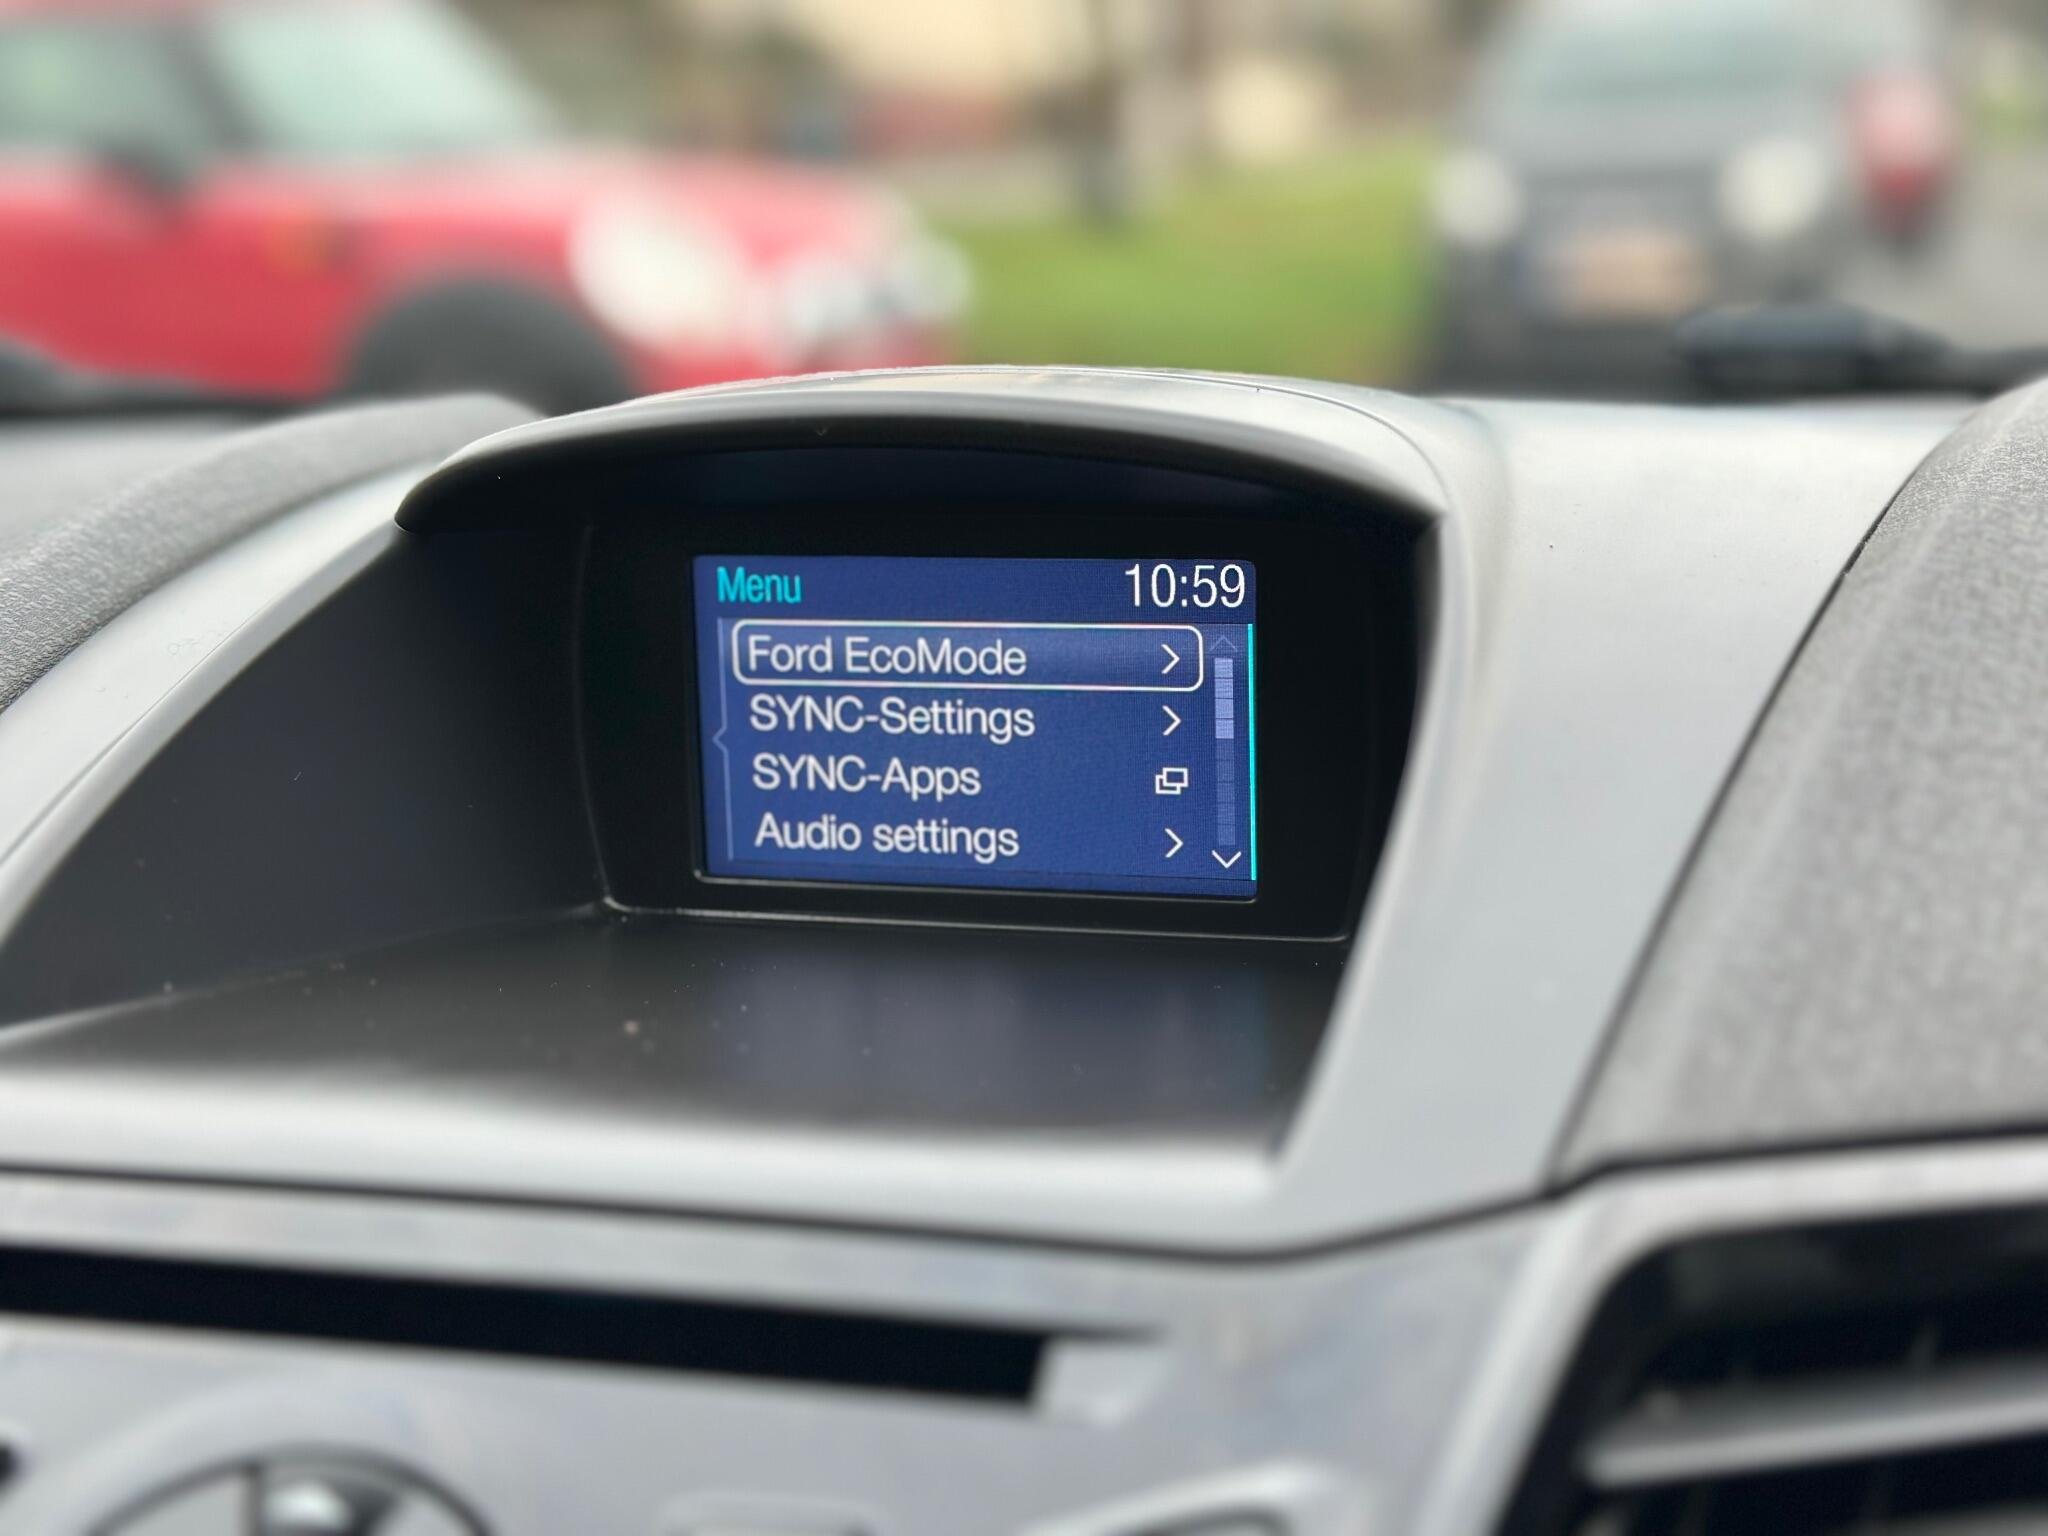 Menu 10:59
Ford EcoMode
SYNC-Settings
SYNC-Apps
Audio settings